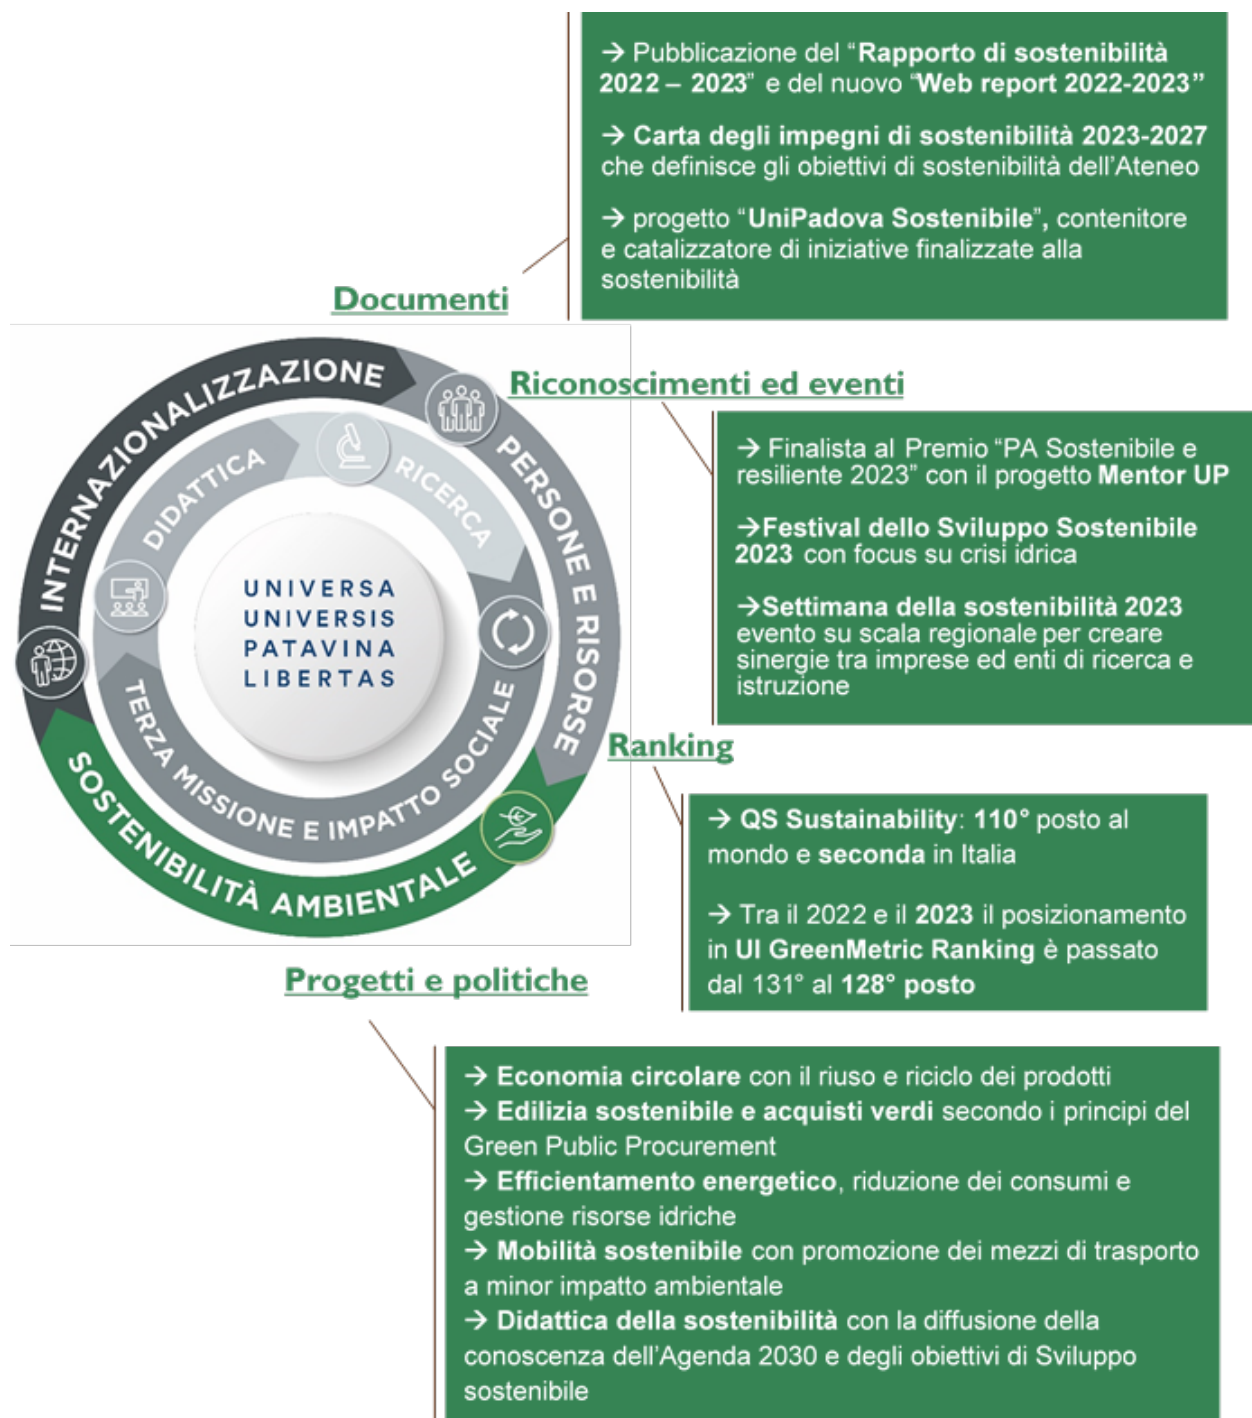 → Pubblicazione del “Rapporto di sostenibilità
2022 – 2023” e del nuovo “Web report 2022-2023”
→ Carta degli impegni di sostenibilità 2023-2027
che definisce gli obiettivi di sostenibilità dell’Ateneo
→ progetto “UniPadova Sostenibile”, contenitore
e catalizzatore di iniziative finalizzate alla
sostenibilità
Documenti
INTERNAZIONALIZZAZIONE
PERSONE E RISORSE
SOSTENIBILITÀ AMBIENTALE
DIDATTICA
RICERCA
TERZA MISSIONE E IMPATTO SOCIALE
UNIVERSA
UNIVERSIS
PATAVINA
LIBERTAS
Riconoscimenti ed eventi
→ Finalista al Premio “PA Sostenibile e
resiliente 2023” con il progetto Mentor UP
→Festival dello Sviluppo Sostenibile
2023 con focus su crisi idrica
→Settimana della sostenibilità 2023
evento su scala regionale per creare
sinergie tra imprese ed enti di ricerca e
istruzione
Ranking
→ QS Sustainability: 110° posto al
mondo e seconda in Italia
→ Tra il 2022 e il 2023 il posizionamento
in UI GreenMetric Ranking è passato
dal 131° al 128° posto
Progetti e politiche
→ Economia circolare con il riuso e riciclo dei prodotti
→ Edilizia sostenibile e acquisti verdi secondo i principi del
Green Public Procurement
→ Efficientamento energetico, riduzione dei consumi e
gestione risorse idriche
→ Mobilità sostenibile con promozione dei mezzi di trasporto
a minor impatto ambientale
→ Didattica della sostenibilità con la diffusione della
conoscenza dell’Agenda 2030 e degli obiettivi di Sviluppo
sostenibile